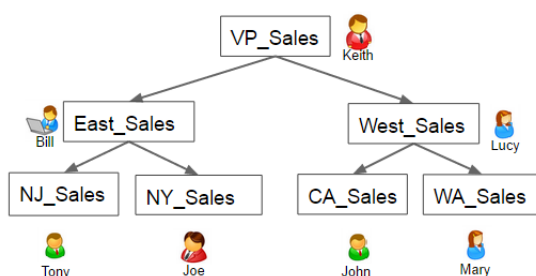 VP_Sales
Keith
Bill
East_Sales
West_Sales
Lucy
NJ_Sales
NY_Sales
CA_Sales
WA_Sales
Tony
Joe
John
Mary